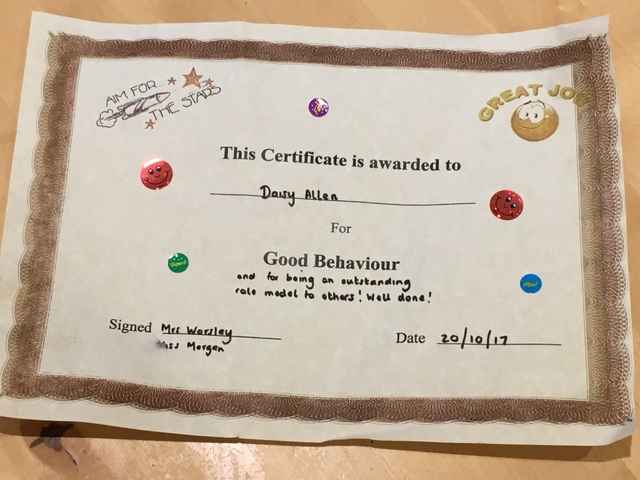 AIM FOR...
THE STARS
GREAT JOB
This Certificate is awarded to
Daisy Allen
For
Good Behaviour
and for being an outstanding
role model to others! Well done!
Signed Mrs Worsley
Miss Morgan
Date 20/10/17